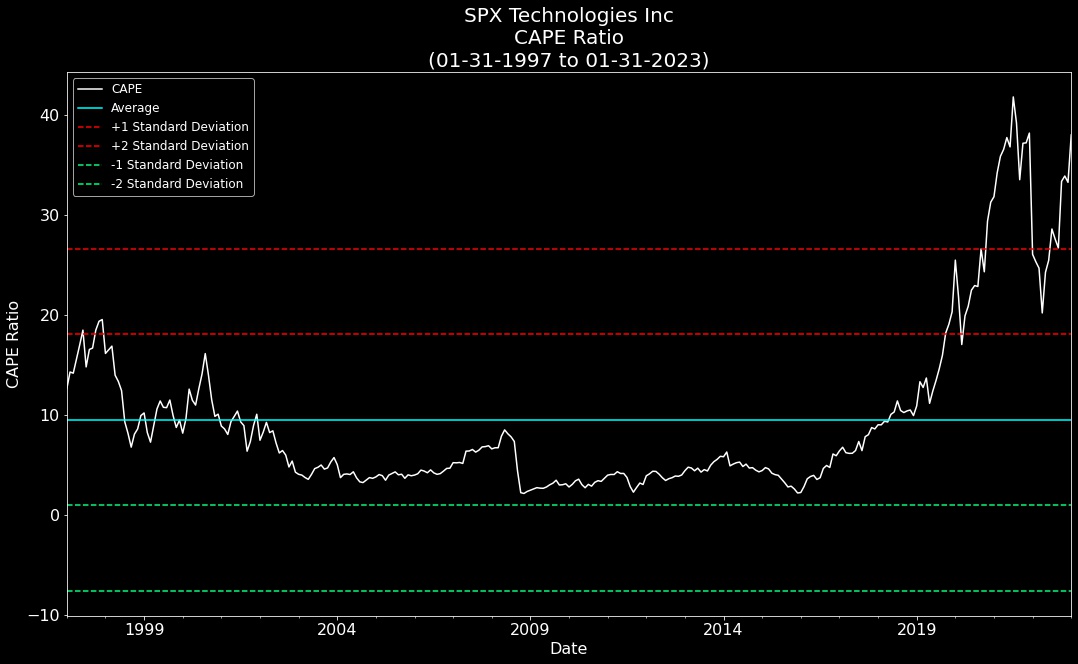 SPX Technologies Inc
CAPE Ratio
(01-31-1997 to 01-31-2023)
CAPE
Average
+1 Standard Deviation
+2 Standard Deviation
-1 Standard Deviation
-2 Standard Deviation
40
30
20
10
0
−10
CAPE Ratio
1999
2004
2009
2014
2019
Date